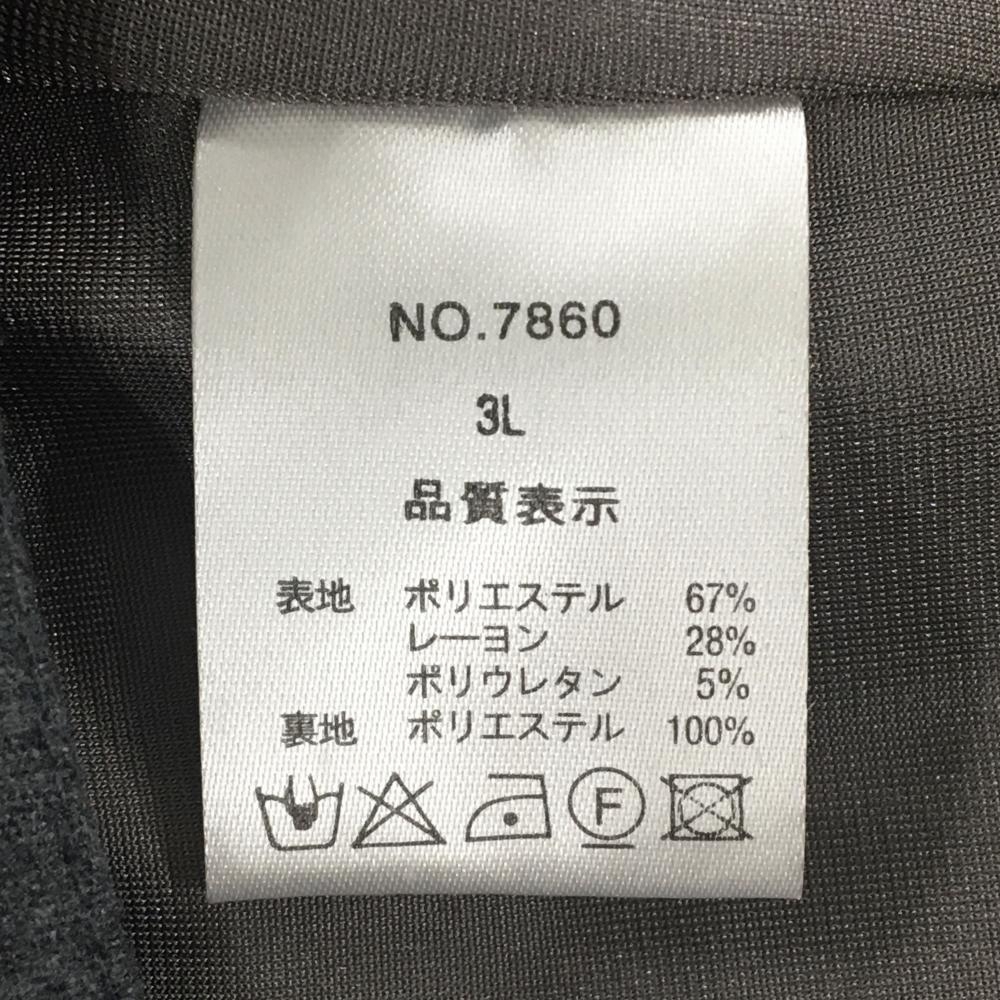 NO.7860
3L
品質表示
表地 ポリエステル 67%
レーヨン 28%
ポリウレタン 5%
裏地 ポリエステル 100%
F